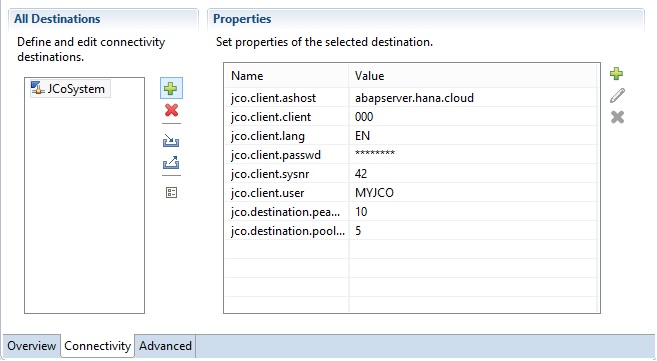 All Destinations
Define and edit connectivity
destinations.
JCoSystem
Properties
Set properties of the selected destination.
Name Value
jco.client.ashost abapserver.hana.cloud
jco.client.client 000
jco.client.lang EN
jco.client.passwd ********
jco.client.sysnr 42
jco.client.user MYJCO
jco.destination.pea... 10
jco.destination.pool... 5
Overview Connectivity Advanced